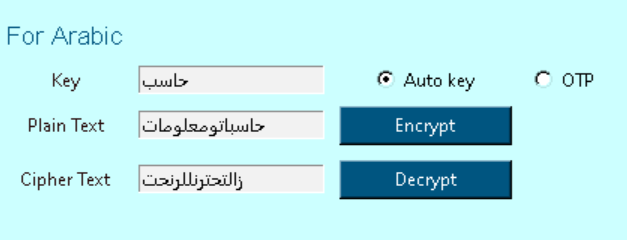 For Arabic
Key حاسب Auto key OTP
Plain Text حاسباتومعلومات Encrypt
Cipher Text زالتحترنللرنحت Decrypt